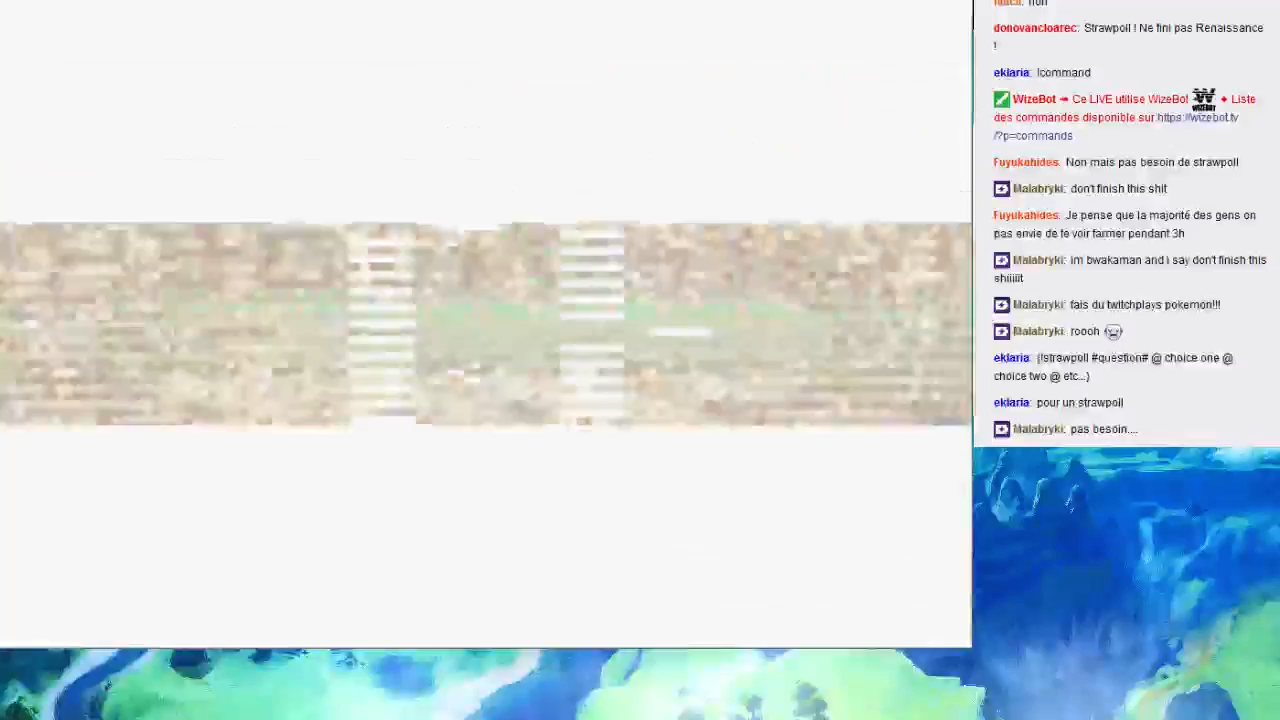 non
donovancloarec: Strawpoll ! Ne fini pas Renaissance
!
eklaria: !command
WizeBot ➟ Ce LIVE utilise WizeBot WIZEBOT ♦ Liste
des commandes disponible sur https://wizebot.tv
/?p=commands
Fuyukahides: Non mais pas besoin de strawpoll
Malabryki: don't finish this shit
Fuyukahides: Je pense que la majorité des gens on
pas envie de te voir farmer pendant 3h
Malabryki: im bwakaman and i say don't finish this
shiiiiit
Malabryki: fais du twitchplays pokemon!!!
Malabryki: roooh
eklaria: (!strawpoll #question# @ choice one @
choice two @ etc...)
eklaria: pour un strawpoll
Malabryki: pas besoin....